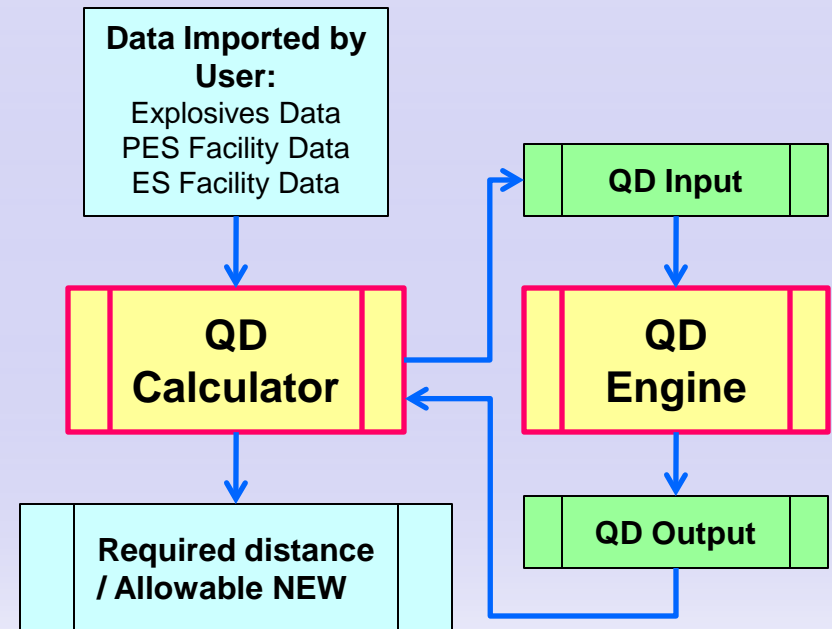 Data Imported by
User:
Explosives Data
PES Facility Data
ES Facility Data
QD Input
QD
Calculator
QD
Engine
QD Output
Required distance
/ Allowable NEW